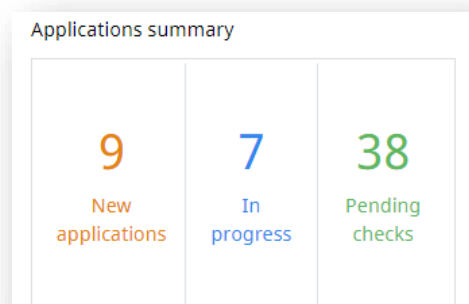 Applications summary
9
7
38
New
applications
In
progress
Pending
checks